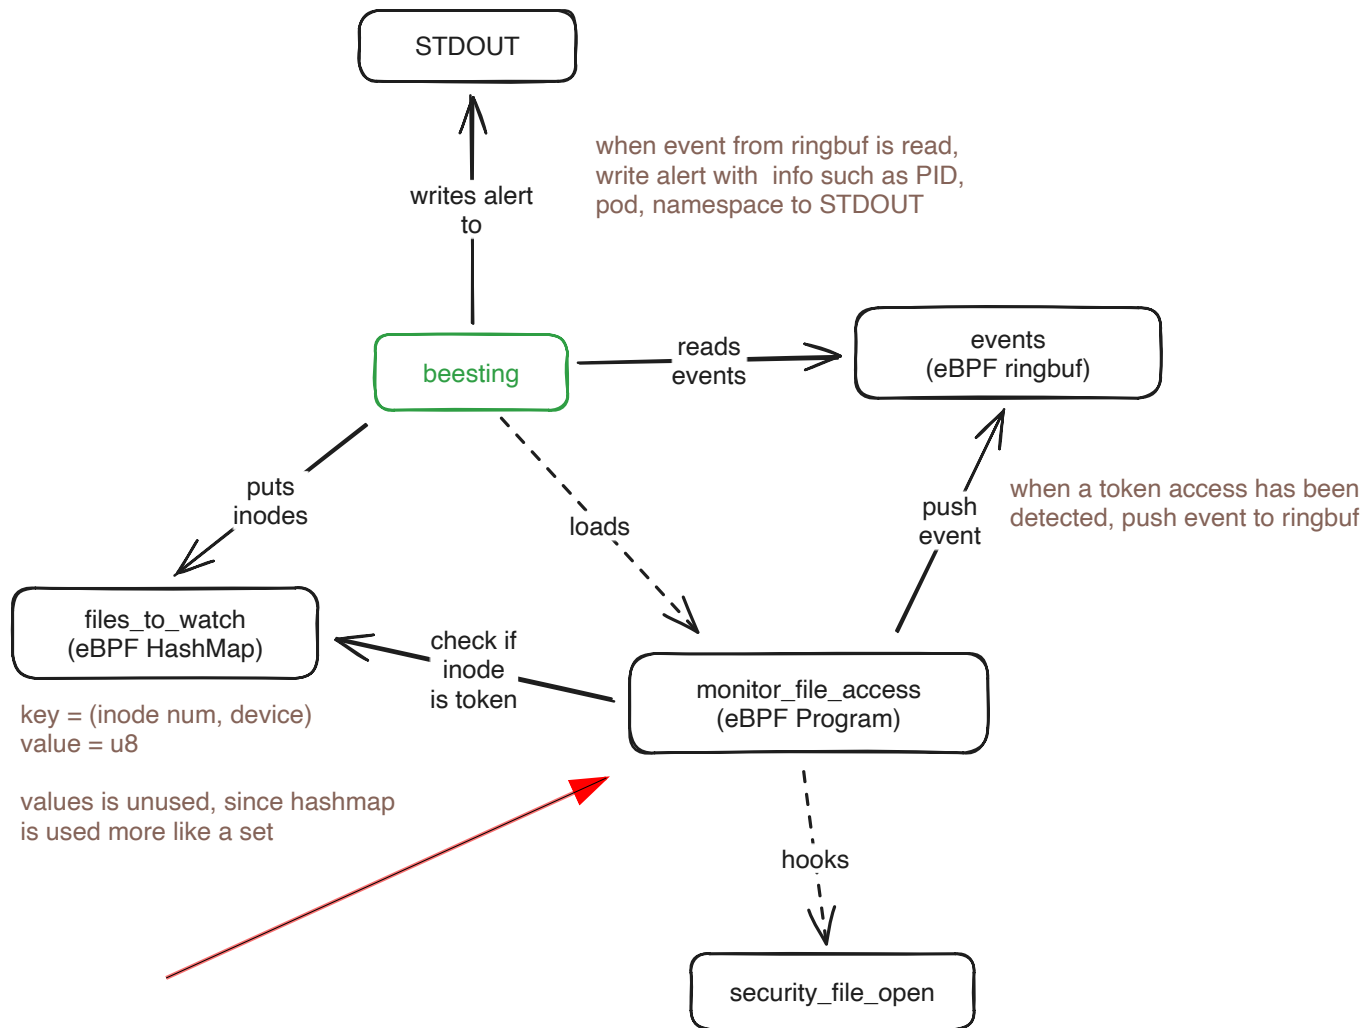 STDOUT
when event from ringbuf is read,
write alert with info such as PID,
pod, namespace to STDOUT
writes alert
to
beesting
reads
events
events
(eBPF ringbuf)
puts
inodes
loads
push
event
when a token access has been
detected, push event to ringbuf
files_to_watch
(eBPF HashMap)
check if
inode
is token
monitor_file_access
(eBPF Program)
key = (inode num, device)
value = u8
values is unused, since hashmap
is used more like a set
hooks
security_file_open